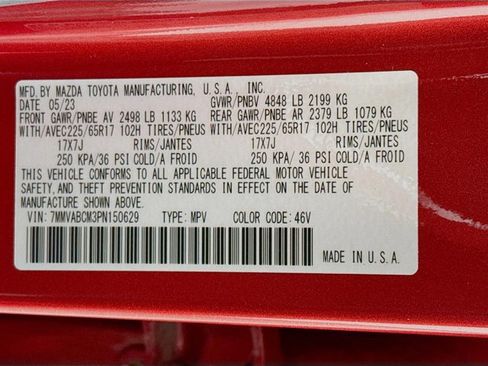 MFD. BY MAZDA TOYOTA MANUFACTURING, U.S.A., INC.
DATE 05/23 GVWR/PNBV 4848 LB 2199 KG
FRONT GAWR/PNBE AV 2498 LB 1133 KG REAR GAWR/PNBE AR 2379 LB 1079 KG
WITH/AVEC225/65R17 102H TIRES/PNEUS WITH/AVEC225/65R17 102H TIRES/PNEUS
17X7J RIMS/JANTES 17X7J RIMS/JANTES
250 KPA/ 36 PSI COLD/A FROID 250 KPA/ 36 PSI COLD/A FROID
THIS VEHICLE CONFORMS TO ALL APPLICABLE FEDERAL MOTOR VEHICLE
SAFETY, AND THEFT PREVENTION STANDARDS IN EFFECT ON THE DATE OF
MANUFACTURE SHOWN ABOVE.
VIN: 7MMVABCM3PN150629 TYPE: MPV COLOR CODE: 46V
MADE IN U.S.A.